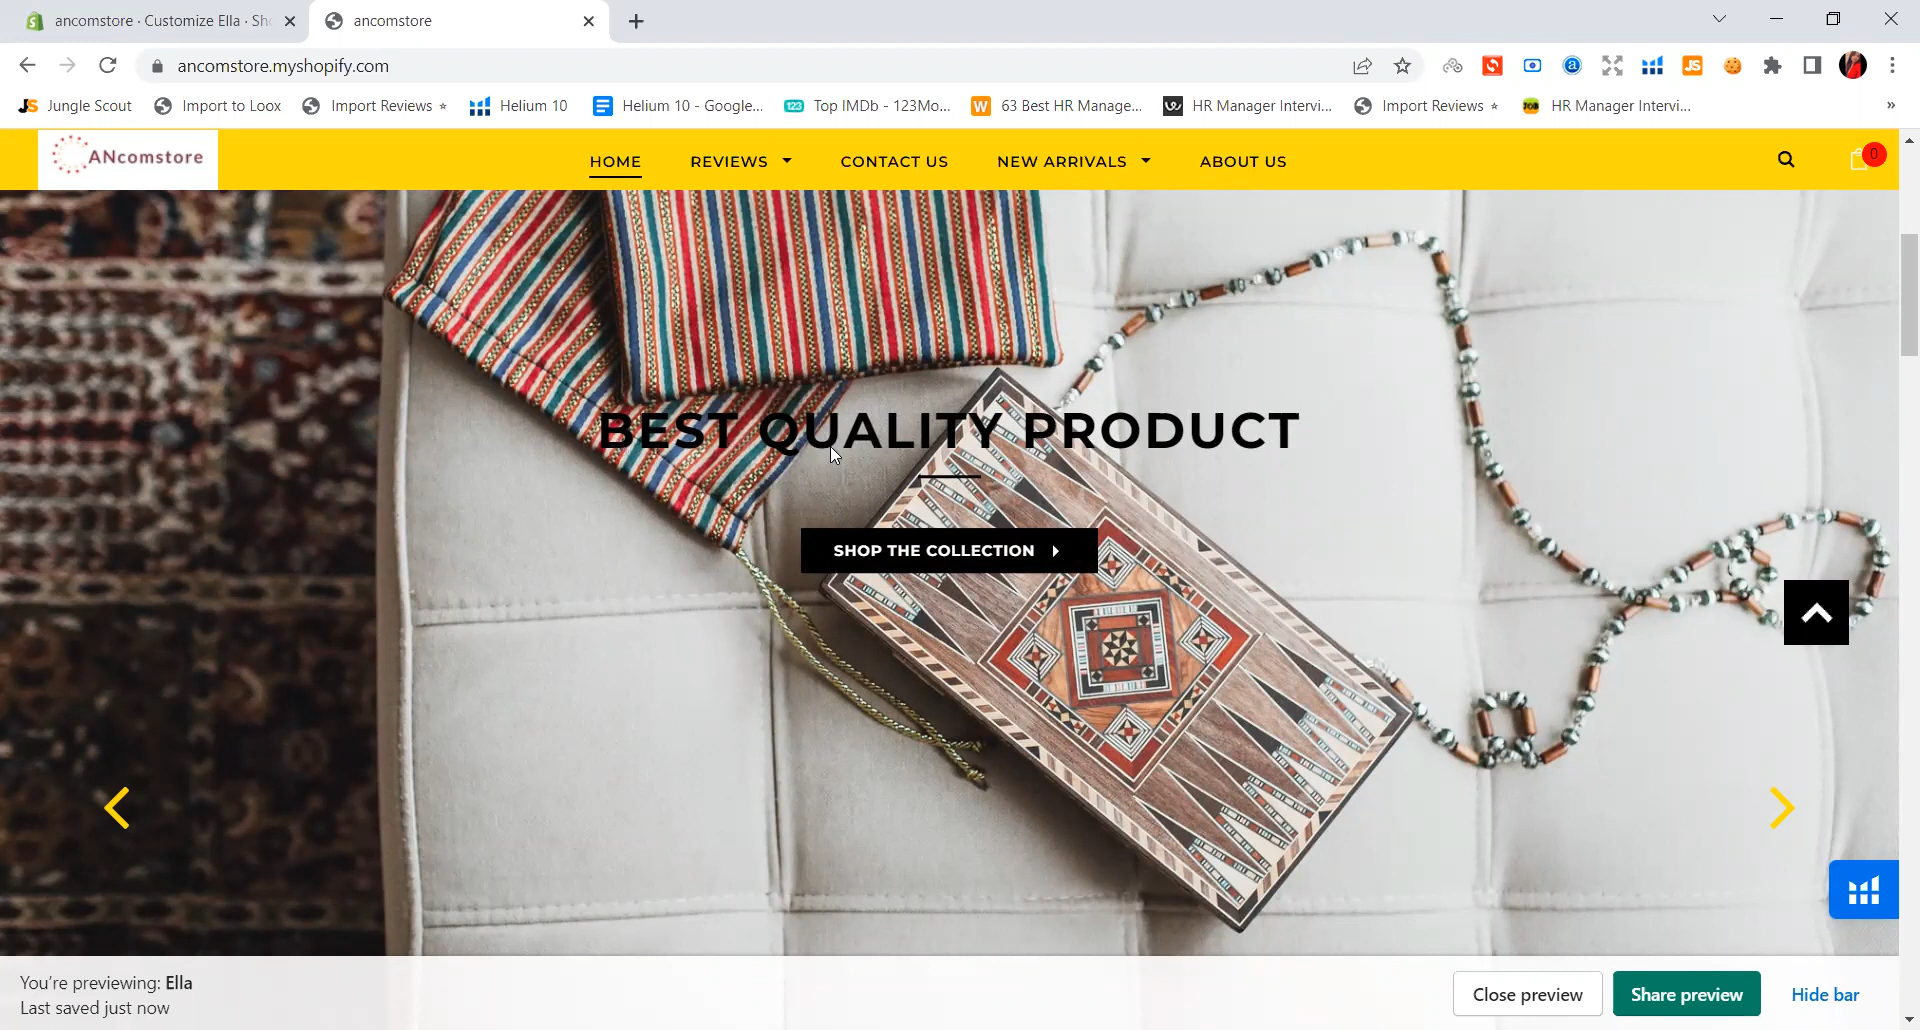 ancomstore · Customize Ella · Sh
ancomstore
ancomstore.myshopify.com
Jungle Scout
Import to Loox
Import Reviews ⭐
Helium 10
Helium 10 - Google...
Top IMDb - 123Mo...
63 Best HR Manage...
HR Manager Intervi...
Import Reviews ⭐
HR Manager Intervi...
»
ANcomstore
HOME
REVIEWS
CONTACT US
NEW ARRIVALS
ABOUT US
0
BEST QUALITY PRODUCT
SHOP THE COLLECTION
You're previewing: Ella
Last saved just now
Close preview
Share preview
Hide bar